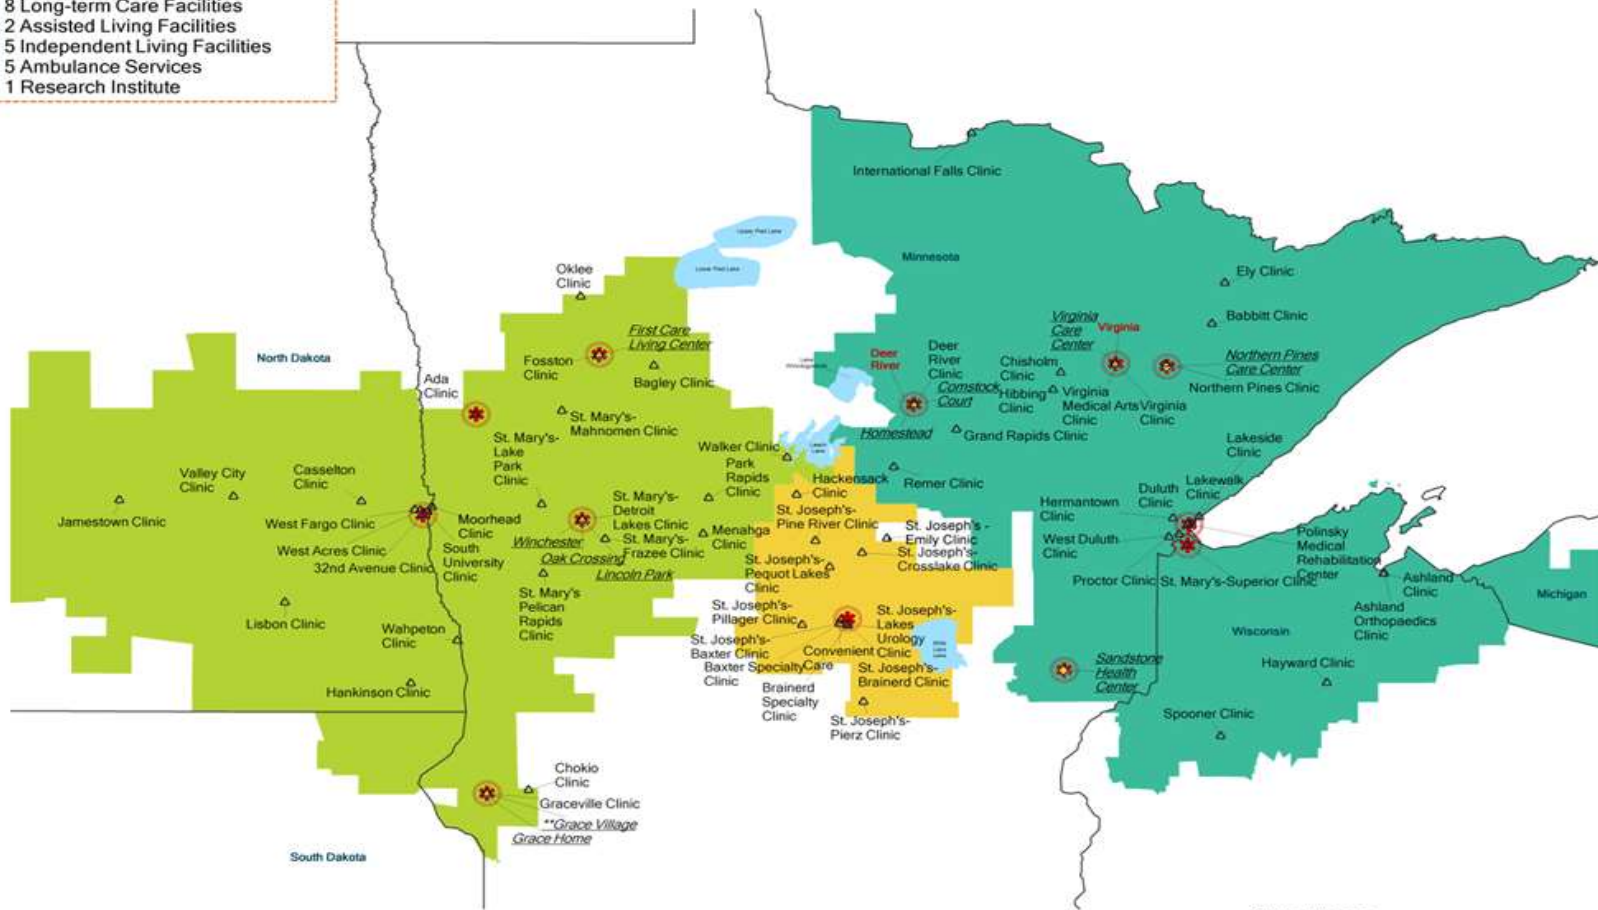 8 Long-term Care Facilities
2 Assisted Living Facilities
5 Independent Living Facilities
5 Ambulance Services
1 Research Institute
International Falls Clinic
Upper Red Lake
Lower Red Lake
Minnesota
Oklee
Clinic
Ely Clinic
Babbitt Clinic
Virginia
Care
Center
Virginia
First Care
Living Center
North Dakota
Fosston
Clinic
Bagley Clinic
Deer
River
Deer
River
Clinic
Chisholm
Clinic
Northern Pines
Care Center
Northern Pines Clinic
Ada
Clinic
Comstock
Court
Hibbing
Clinic
Virginia
Medical Arts
Clinic
Virginia
Clinic
St. Mary's-
Mahnomen Clinic
Homestead
Grand Rapids Clinic
St. Mary's-
Lake
Park
Clinic
Walker Clinic
Leech
Lake
Lakeside
Clinic
Park
Rapids
Clinic
Hackensack
Clinic
Remer Clinic
Valley City
Clinic
Casselton
Clinic
Duluth
Clinic
Lakewalk
Clinic
Hermantown
Clinic
Jamestown Clinic
West Fargo Clinic
Moorhead
Clinic
St. Mary's-
Detroit
Lakes Clinic
St. Joseph's-
Pine River Clinic
St. Joseph's -
Emily Clinic
West Acres Clinic
32nd Avenue Clinic
South
University
Clinic
Winchester
Oak Crossing
Lincoln Park
St. Mary's-
Frazee Clinic
Menahga
Clinic
St. Joseph's-
Crosslake Clinic
West Duluth
Clinic
Polinsky
Medical
Rehabilitation
Center
St. Joseph's-
Pequot Lakes
Clinic
Proctor Clinic
St. Mary's-Superior Clinic
Ashland
Clinic
Michigan
Lisbon Clinic
St. Mary's
Pelican
Rapids
Clinic
St. Joseph's-
Pillager Clinic
St. Joseph's-
Lakes
Urology
Clinic
Ashland
Orthopaedics
Clinic
Wahpeton
Clinic
St. Joseph's-
Baxter Clinic
Convenient
Care
Wisconsin
Baxter Specialty
Clinic
St. Joseph's-
Brainerd Clinic
Sandstone
Health
Center
Hayward Clinic
Hankinson Clinic
Brainerd
Specialty
Clinic
St. Joseph's-
Pierz Clinic
Spooner Clinic
Chokio
Clinic
Graceville Clinic
**Grace Village
Grace Home
South Dakota